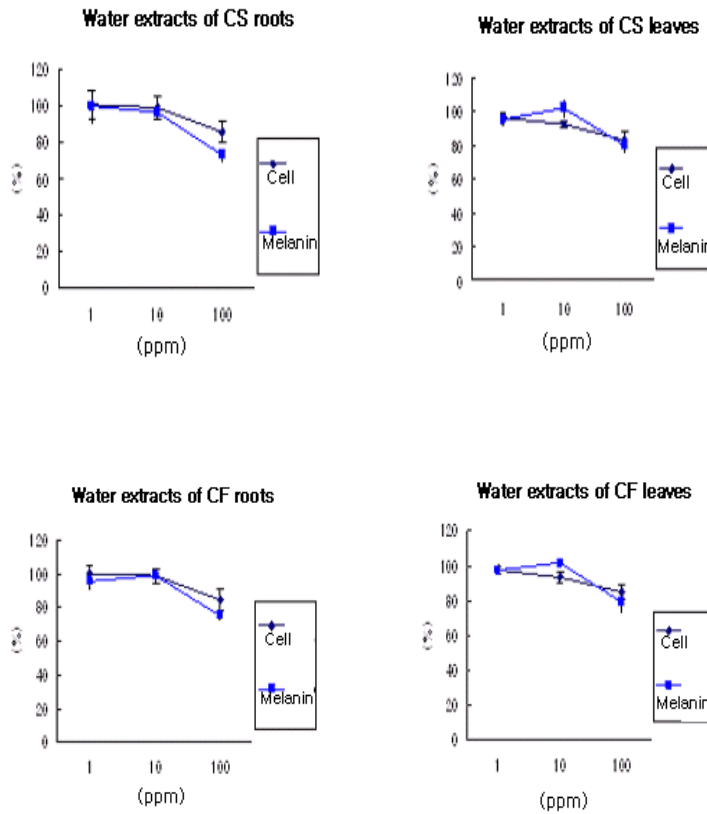 Water extracts of CS roots
120
100
80
60
40
20
0
(%)
1 10 100
(ppm)
Cell
Melanin
Water extracts of CS leaves
120
100
80
60
40
20
0
(%)
1 10 100
(ppm)
Cell
Melanin
Water extracts of CF roots
120
100
80
60
40
20
0
(%)
1 10 100
(ppm)
Cell
Melanin
Water extracts of CF leaves
120
100
80
60
40
20
0
(%)
1 10 100
(ppm)
Cell
Melanin